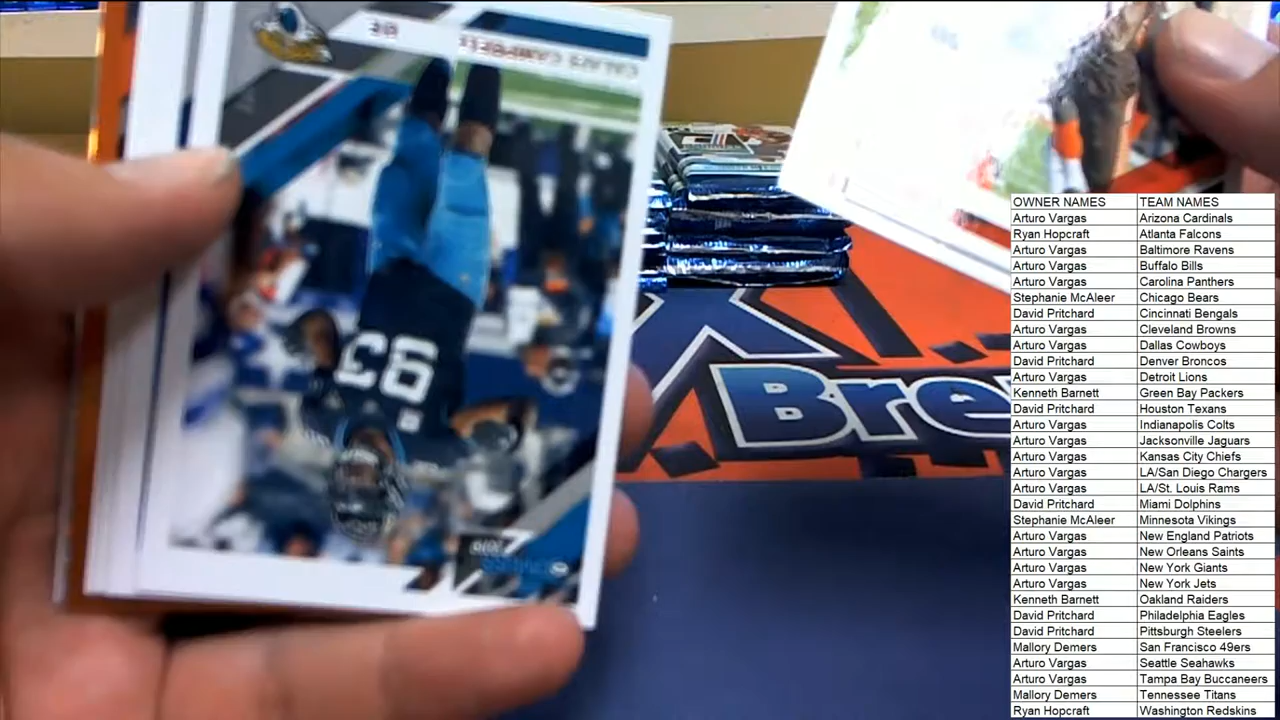 DE
CALAIS CAMPBELL
93
Bre
OWNER NAMES TEAM NAMES
Arturo Vargas Arizona Cardinals
Ryan Hopcraft Atlanta Falcons
Arturo Vargas Baltimore Ravens
Arturo Vargas Buffalo Bills
Arturo Vargas Carolina Panthers
Stephanie McAleer Chicago Bears
David Pritchard Cincinnati Bengals
Arturo Vargas Cleveland Browns
Arturo Vargas Dallas Cowboys
David Pritchard Denver Broncos
Arturo Vargas Detroit Lions
Kenneth Barnett Green Bay Packers
David Pritchard Houston Texans
Arturo Vargas Indianapolis Colts
Arturo Vargas Jacksonville Jaguars
Arturo Vargas Kansas City Chiefs
Arturo Vargas LA/San Diego Chargers
Arturo Vargas LA/St. Louis Rams
David Pritchard Miami Dolphins
Stephanie McAleer Minnesota Vikings
Arturo Vargas New England Patriots
Arturo Vargas New Orleans Saints
Arturo Vargas New York Giants
Arturo Vargas New York Jets
Kenneth Barnett Oakland Raiders
David Pritchard Philadelphia Eagles
David Pritchard Pittsburgh Steelers
Mallory Demers San Francisco 49ers
Arturo Vargas Seattle Seahawks
Arturo Vargas Tampa Bay Buccaneers
Mallory Demers Tennessee Titans
Ryan Hopcraft Washington Redskins